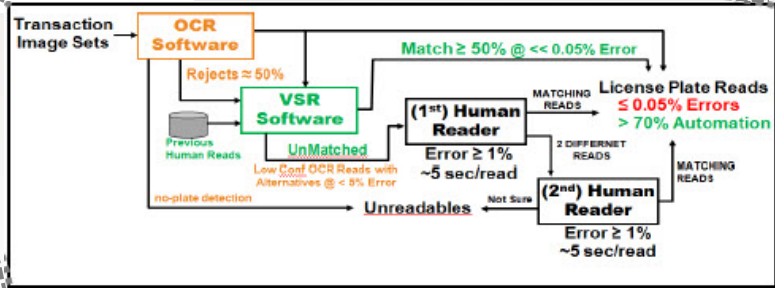 Transaction
Image Sets
OCR
Software
Rejects ≈ 50%
Match ≥ 50% @ << 0.05% Error
VSR
Software
Previous
Human Reads
UnMatched
Low Conf OCR Reads with
Alternatives @ < 5% Error
no-plate detection
(1st) Human
Reader
Error ≥ 1%
~5 sec/read
MATCHING
READS
License Plate Reads
≤ 0.05% Errors
> 70% Automation
2 DIFFERNET
READS
MATCHING
READS
Unreadables
Not Sure
(2nd) Human
Reader
Error ≥ 1%
~5 sec/read